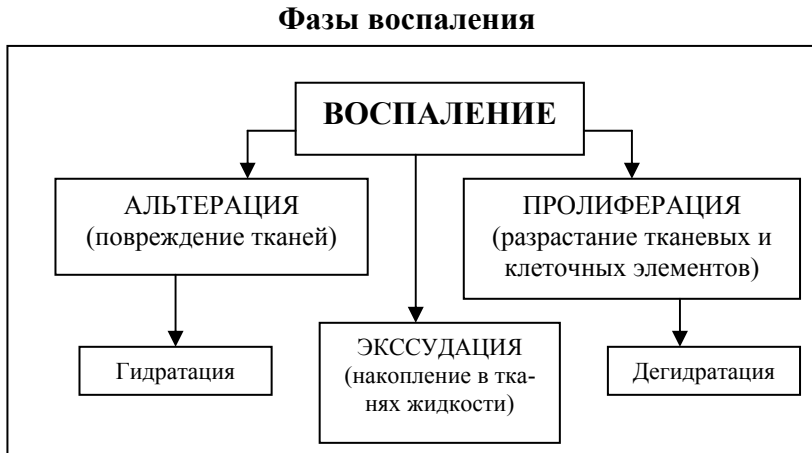 Фазы воспаления
ВОСПАЛЕНИЕ
АЛЬТЕРАЦИЯ
(повреждение тканей)
ПРОЛИФЕРАЦИЯ
(разрастание тканевых и
клеточных элементов)
Гидратация
ЭКССУДАЦИЯ
(накопление в тка-
нях жидкости)
Дегидратация